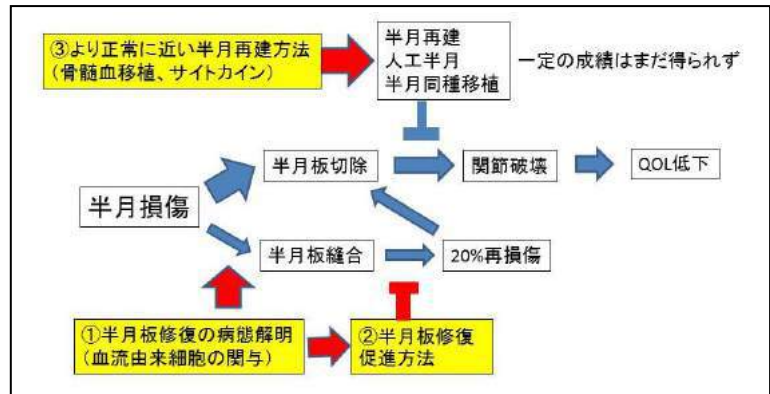 ③より正常に近い半月再建方法
(骨髄血移植、サイトカイン)
半月再建
人工半月
半月同種移植
一定の成績はまだ得られず
半月板切除
関節破壊
QOL低下
半月損傷
半月板縫合
20%再損傷
①半月板修復の病態解明
(血流由来細胞の関与)
②半月板修復
促進方法